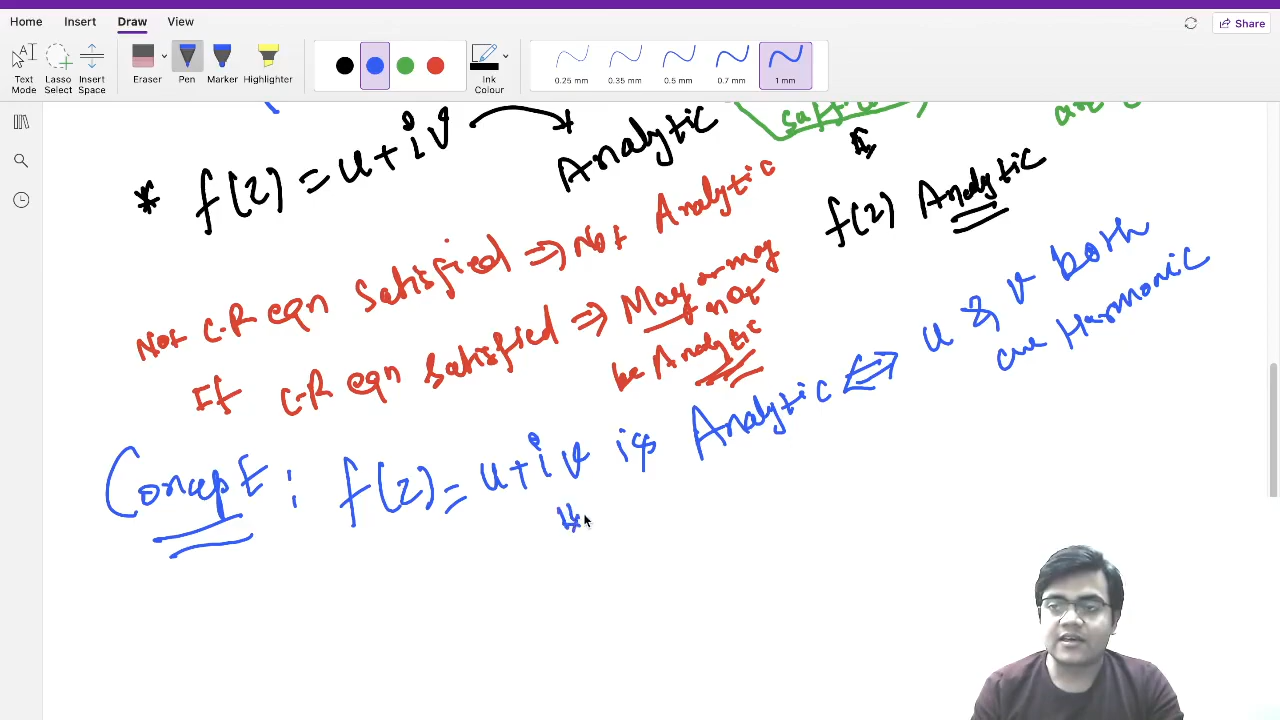 Home Insert Draw View
Share
Text Mode
Lasso Select
Insert Space
Eraser
Pen
Marker
Highlighter
Ink Colour
0.25 mm
0.35 mm
0.5 mm
0.7 mm
1 mm
* f(z) = u + iv
Analytic
f(z) Analytic
Not C-R eqn satisfied ⇒ Not Analytic
If C-R eqn satisfied ⇒ May or may
not
be Analytic
Concept : f(z) = u + iv is Analytic ⇔ u & v both
are Harmonic